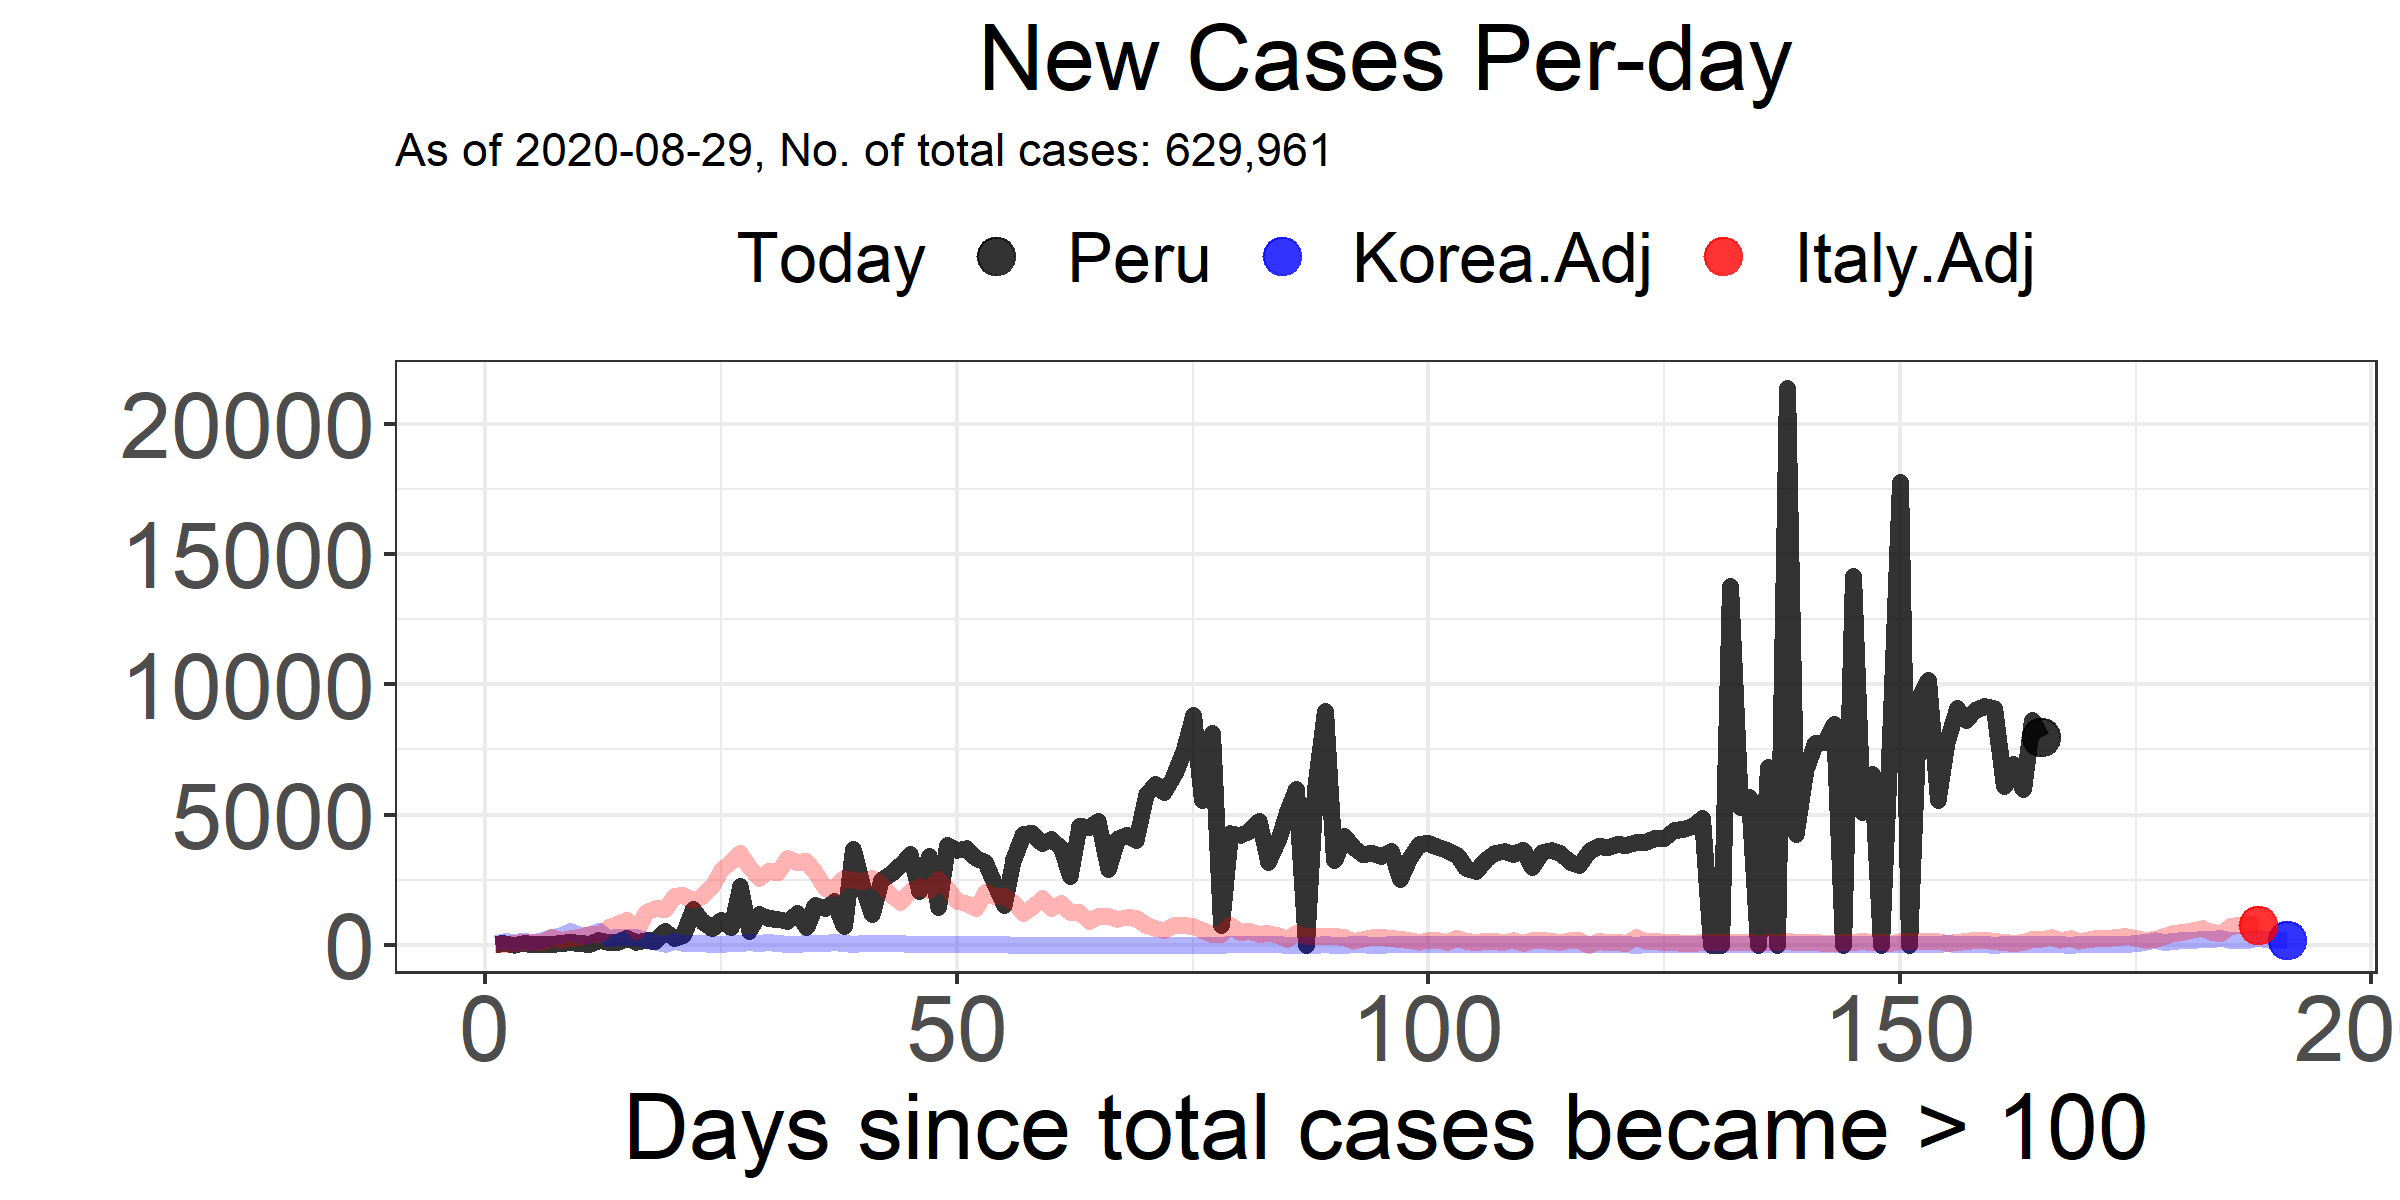 New Cases Per-day
As of 2020-08-29, No. of total cases: 629,961
Today Peru Korea.Adj Italy.Adj
20000
15000
10000
5000
0
0 50 100 150 20
Days since total cases became > 100